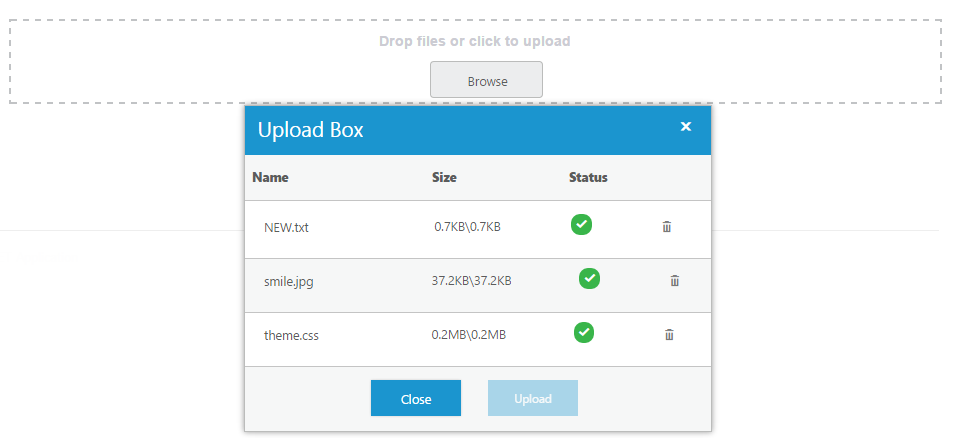 Drop files or click to upload
Browse
Upload Box
Name Size Status
NEW.txt 0.7KB\0.7KB
smile.jpg 37.2KB\37.2KB
theme.css 0.2MB\0.2MB
Close Upload